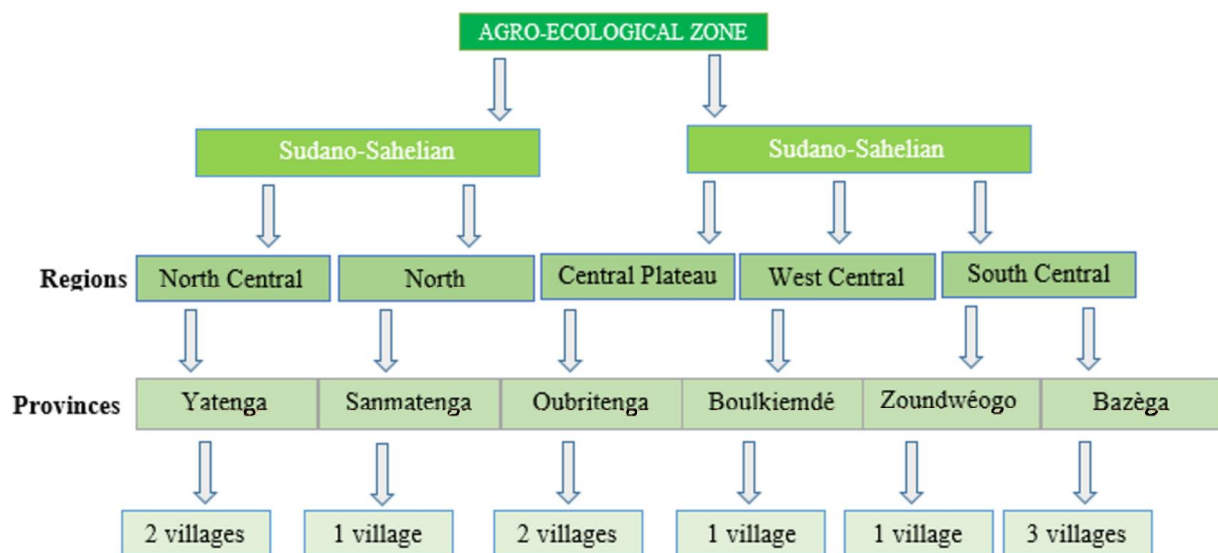 AGRO-ECOLOGICAL ZONE
Sudano-Sahelian Sudano-Sahelian
Regions North Central North Central Plateau West Central South Central
Provinces Yatenga Sanmatenga Oubritenga Boulkiemdé Zoundwéogo Bazèga
2 villages 1 village 2 villages 1 village 1 village 3 villages